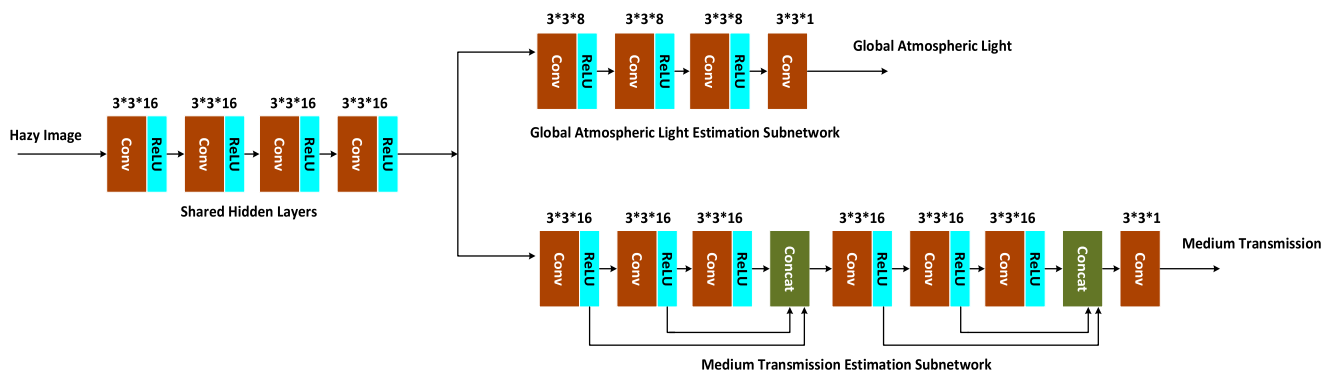 3*3*8 3*3*8 3*3*8 3*3*1
Conv ReLU Conv ReLU Conv ReLU Conv
Global Atmospheric Light
Global Atmospheric Light Estimation Subnetwork
3*3*16 3*3*16 3*3*16 3*3*16
Hazy Image
Conv ReLU Conv ReLU Conv ReLU Conv ReLU
Shared Hidden Layers
3*3*16 3*3*16 3*3*16 3*3*16 3*3*16 3*3*16 3*3*1
Conv ReLU Conv ReLU Conv ReLU Concat Conv ReLU Conv ReLU Conv ReLU Concat Conv
Medium Transmission
Medium Transmission Estimation Subnetwork